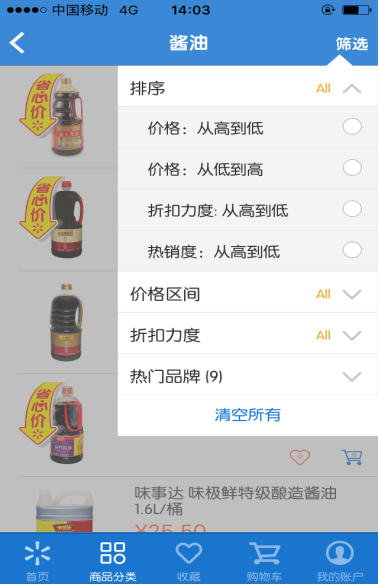 中国移动 4G 14:03
酱油
筛选
排序 All
价格：从高到低
价格：从低到高
折扣力度：从高到低
热销度：从高到低
价格区间 All
折扣力度 All
热门品牌 (9)
清空所有
省心价
省心价
省心价
味事达 味极鲜特级酿造酱油
1.6L/桶
¥25.50
首页 商品分类 收藏 购物车 我的账户